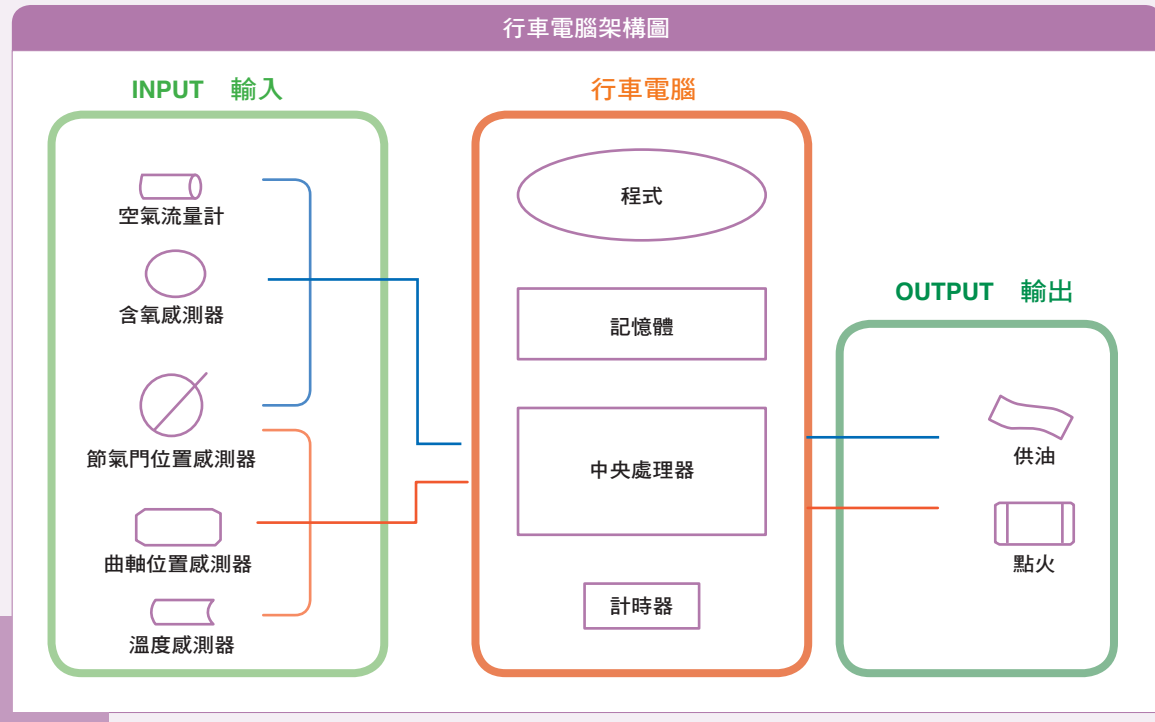 行車電腦架構圖
INPUT 輸入
空氣流量計
含氧感測器
節氣門位置感測器
曲軸位置感測器
溫度感測器
行車電腦
程式
記憶體
中央處理器
計時器
OUTPUT 輸出
供油
點火